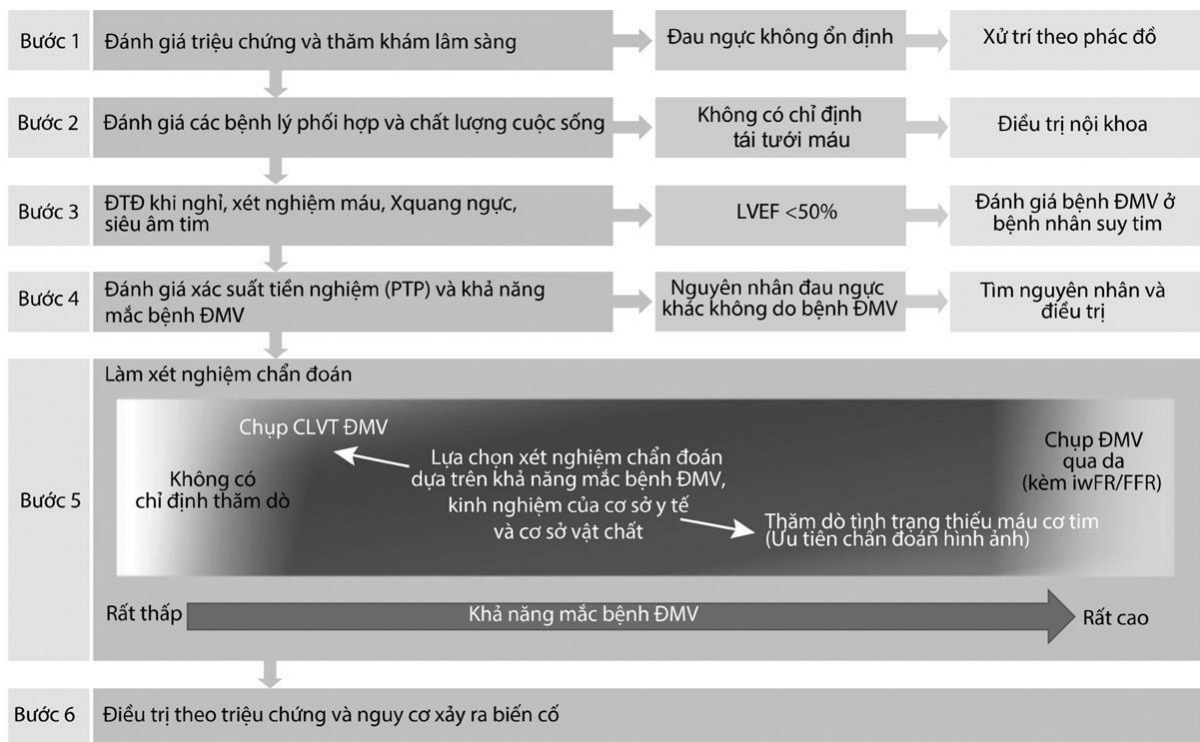 Bước 1
Đánh giá triệu chứng và thăm khám lâm sàng
Đau ngực không ổn định
Xử trí theo phác đồ
Bước 2
Đánh giá các bệnh lý phối hợp và chất lượng cuộc sống
Không có chỉ định
tái tưới máu
Điều trị nội khoa
Bước 3
ĐTĐ khi nghỉ, xét nghiệm máu, Xquang ngực,
siêu âm tim
LVEF <50%
Đánh giá bệnh ĐMV ở
bệnh nhân suy tim
Bước 4
Đánh giá xác suất tiền nghiệm (PTP) và khả năng
mắc bệnh ĐMV
Nguyên nhân đau ngực
khác không do bệnh ĐMV
Tìm nguyên nhân và
điều trị
Bước 5
Làm xét nghiệm chẩn đoán
Chụp CLVT ĐMV
Không có
chỉ định thăm dò
Lựa chọn xét nghiệm chẩn đoán
dựa trên khả năng mắc bệnh ĐMV,
kinh nghiệm của cơ sở y tế
và cơ sở vật chất
Thăm dò tình trạng thiếu máu cơ tim
(Ưu tiên chẩn đoán hình ảnh)
Chụp ĐMV
qua da
(kèm iwFR/FFR)
Rất thấp
Khả năng mắc bệnh ĐMV
Rất cao
Bước 6
Điều trị theo triệu chứng và nguy cơ xảy ra biến cố